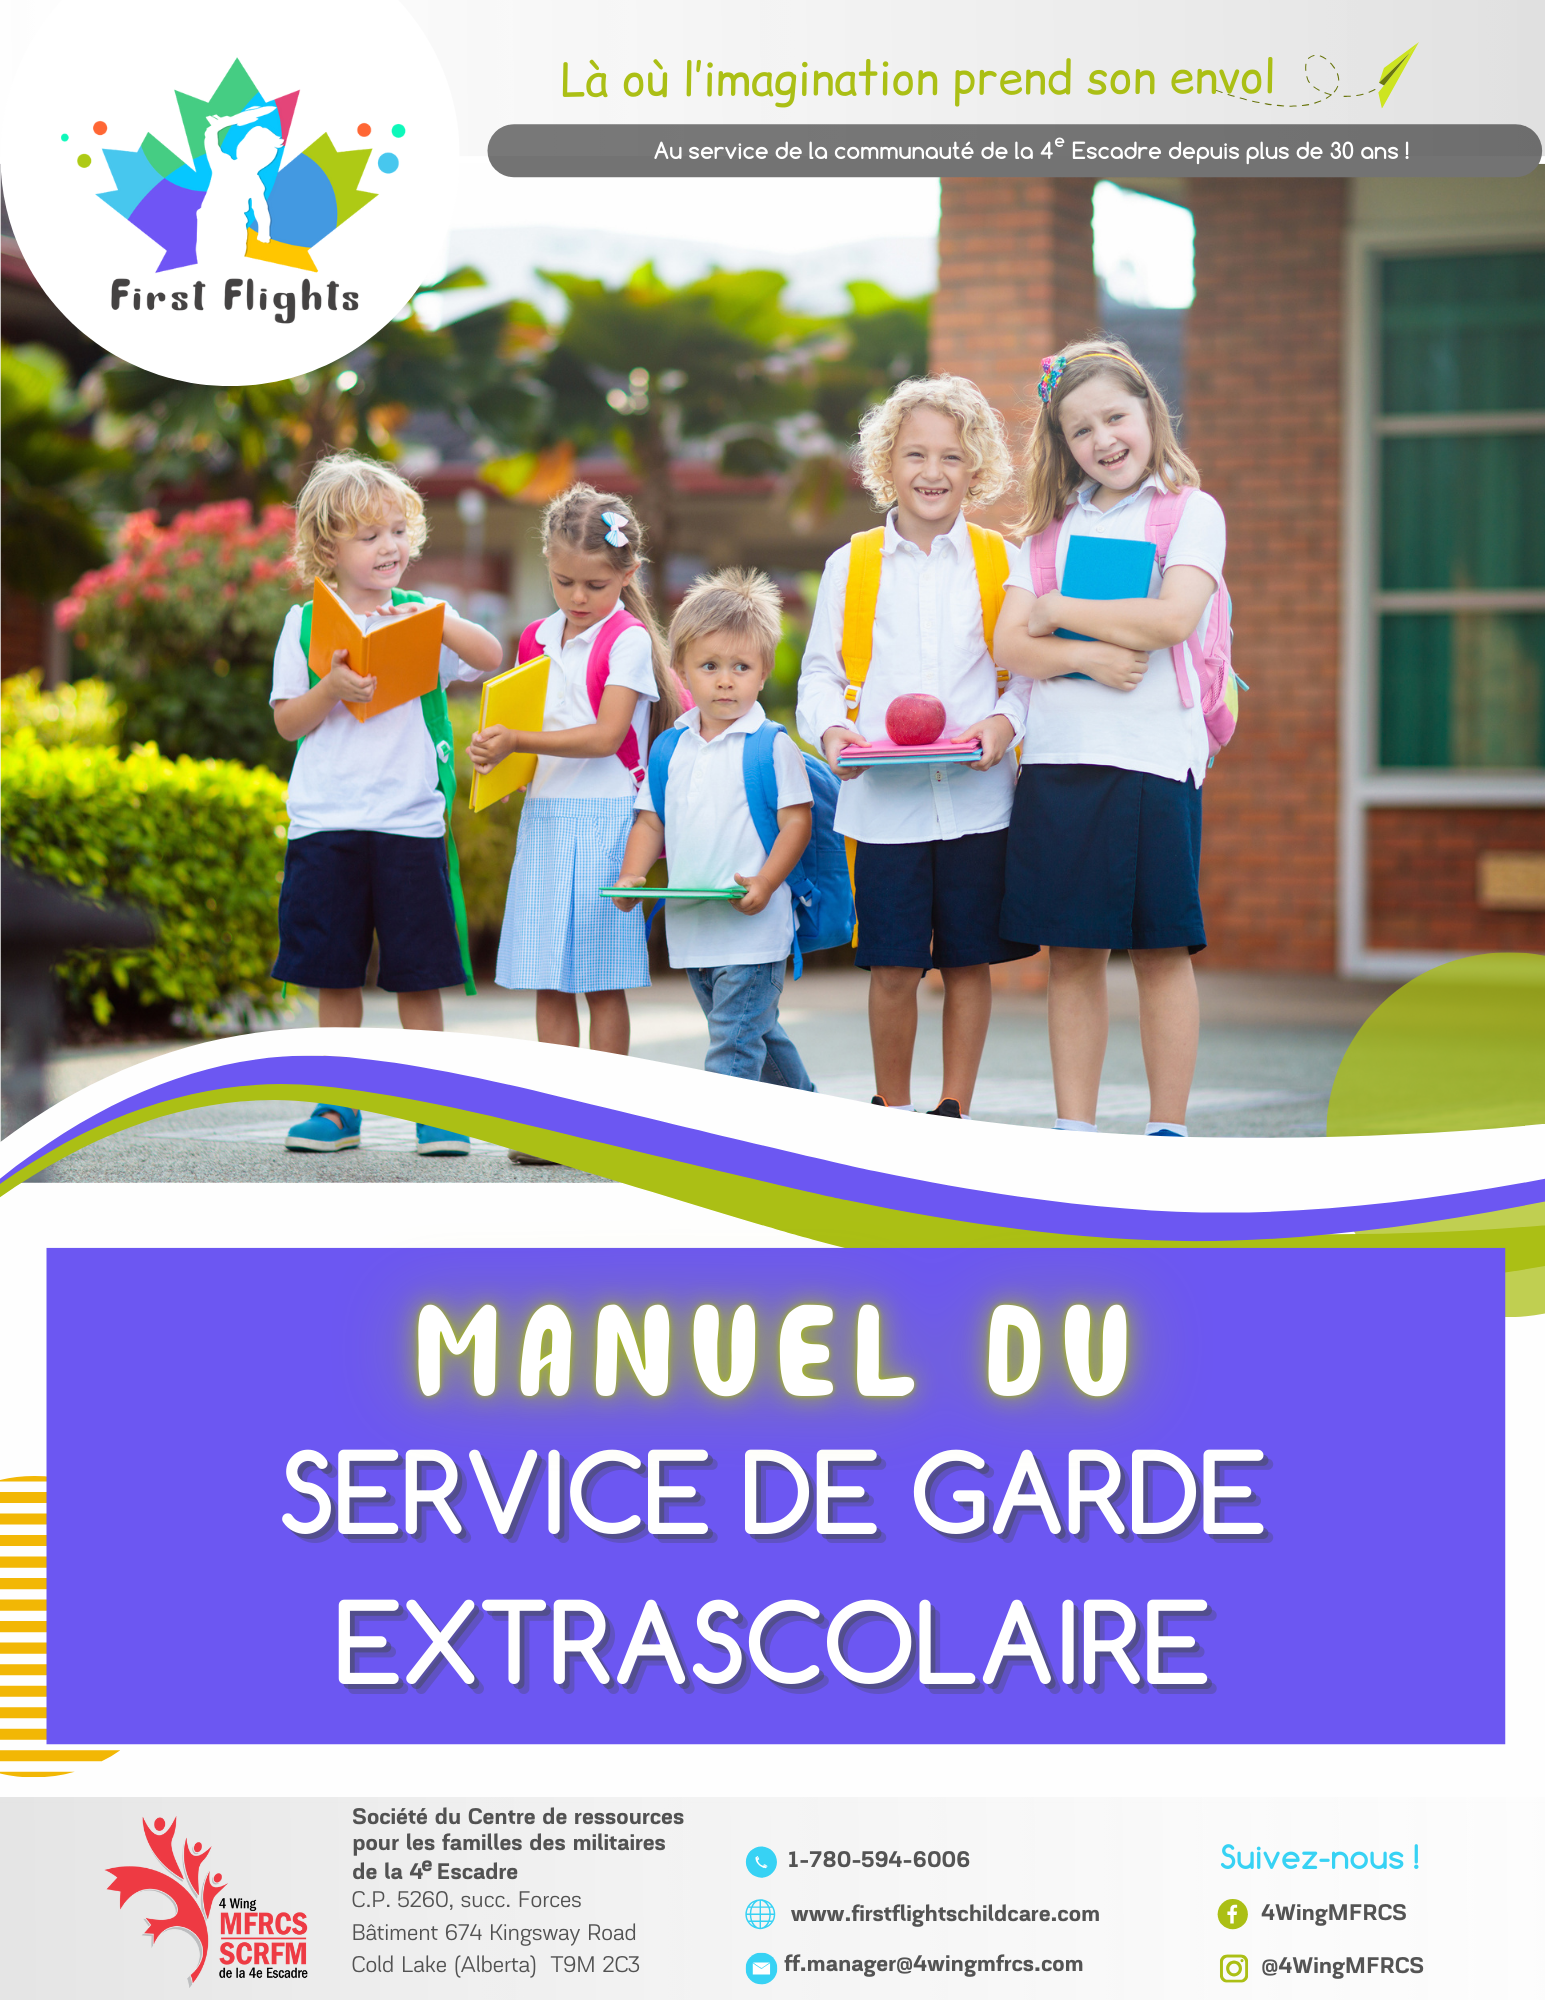 Là où l'imagination prend son envol
Au service de la communauté de la 4e Escadre depuis plus de 30 ans !
First Flights
MANUEL DU
SERVICE DE GARDE
EXTRASCOLAIRE
4 Wing
MFRCS
SCRFM
de la 4e Escadre
Société du Centre de ressources
pour les familles des militaires
de la 4e Escadre
C.P. 5260, succ. Forces
Bâtiment 674 Kingsway Road
Cold Lake (Alberta) T9M 2C3
1-780-594-6006
www.firstflightschildcare.com
ff.manager@4wingmfrcs.com
Suivez-nous !
4WingMFRCS
@4WingMFRCS